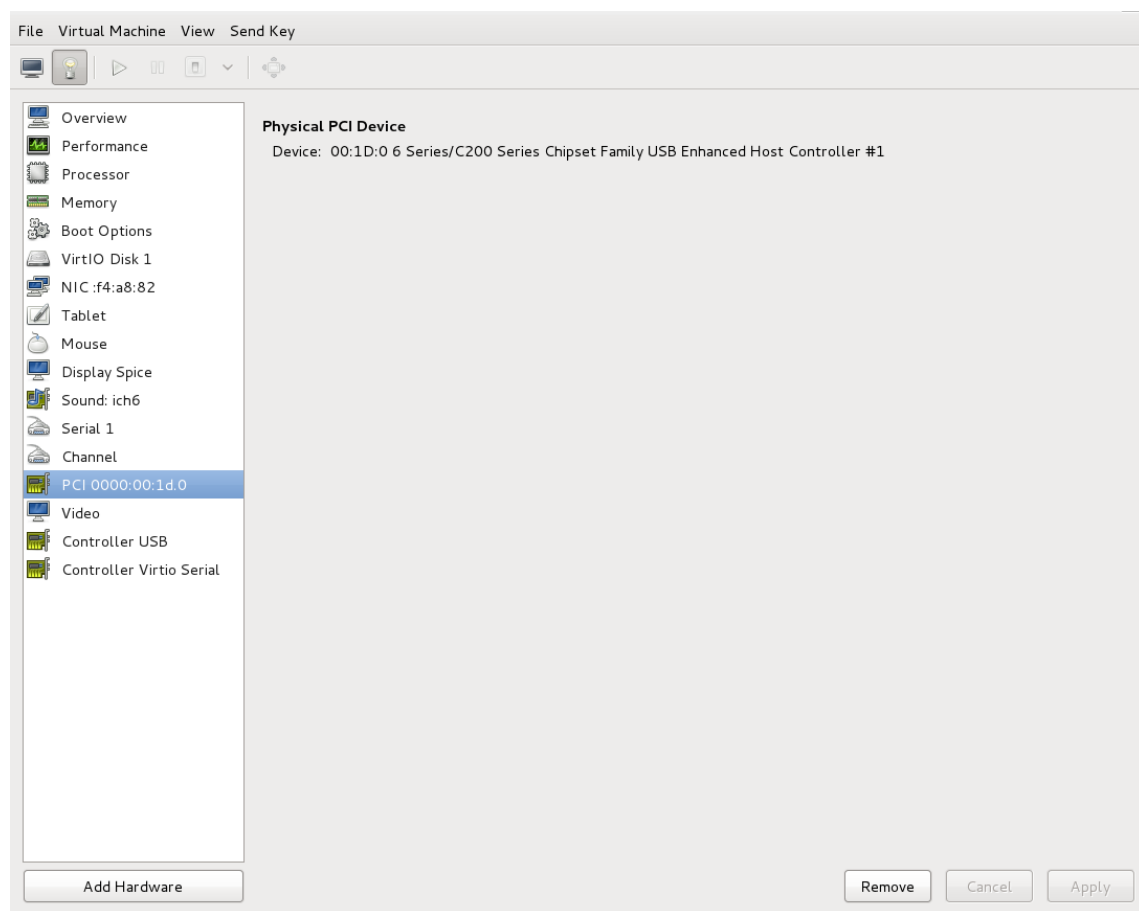 File Virtual Machine View Send Key
Overview
Performance
Processor
Memory
Boot Options
VirtIO Disk 1
NIC :f4:a8:82
Tablet
Mouse
Display Spice
Sound: ich6
Serial 1
Channel
PCI 0000:00:1d.0
Video
Controller USB
Controller Virtio Serial
Add Hardware
Physical PCI Device
Device: 00:1D:0 6 Series/C200 Series Chipset Family USB Enhanced Host Controller #1
Remove Cancel Apply